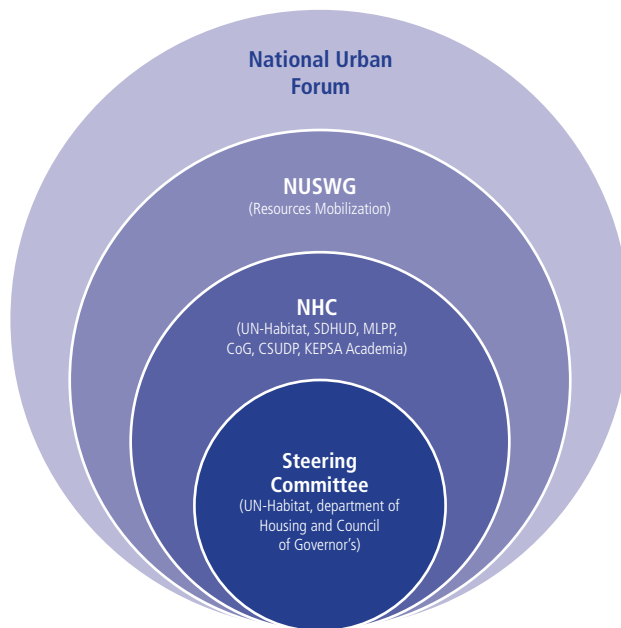 National Urban
Forum
NUSWG
(Resources Mobilization)
NHC
(UN-Habitat, SDHUD, MLPP,
CoG, CSUDP, KEPSA Academia)
Steering
Committee
(UN-Habitat, department of
Housing and Council
of Governor's)